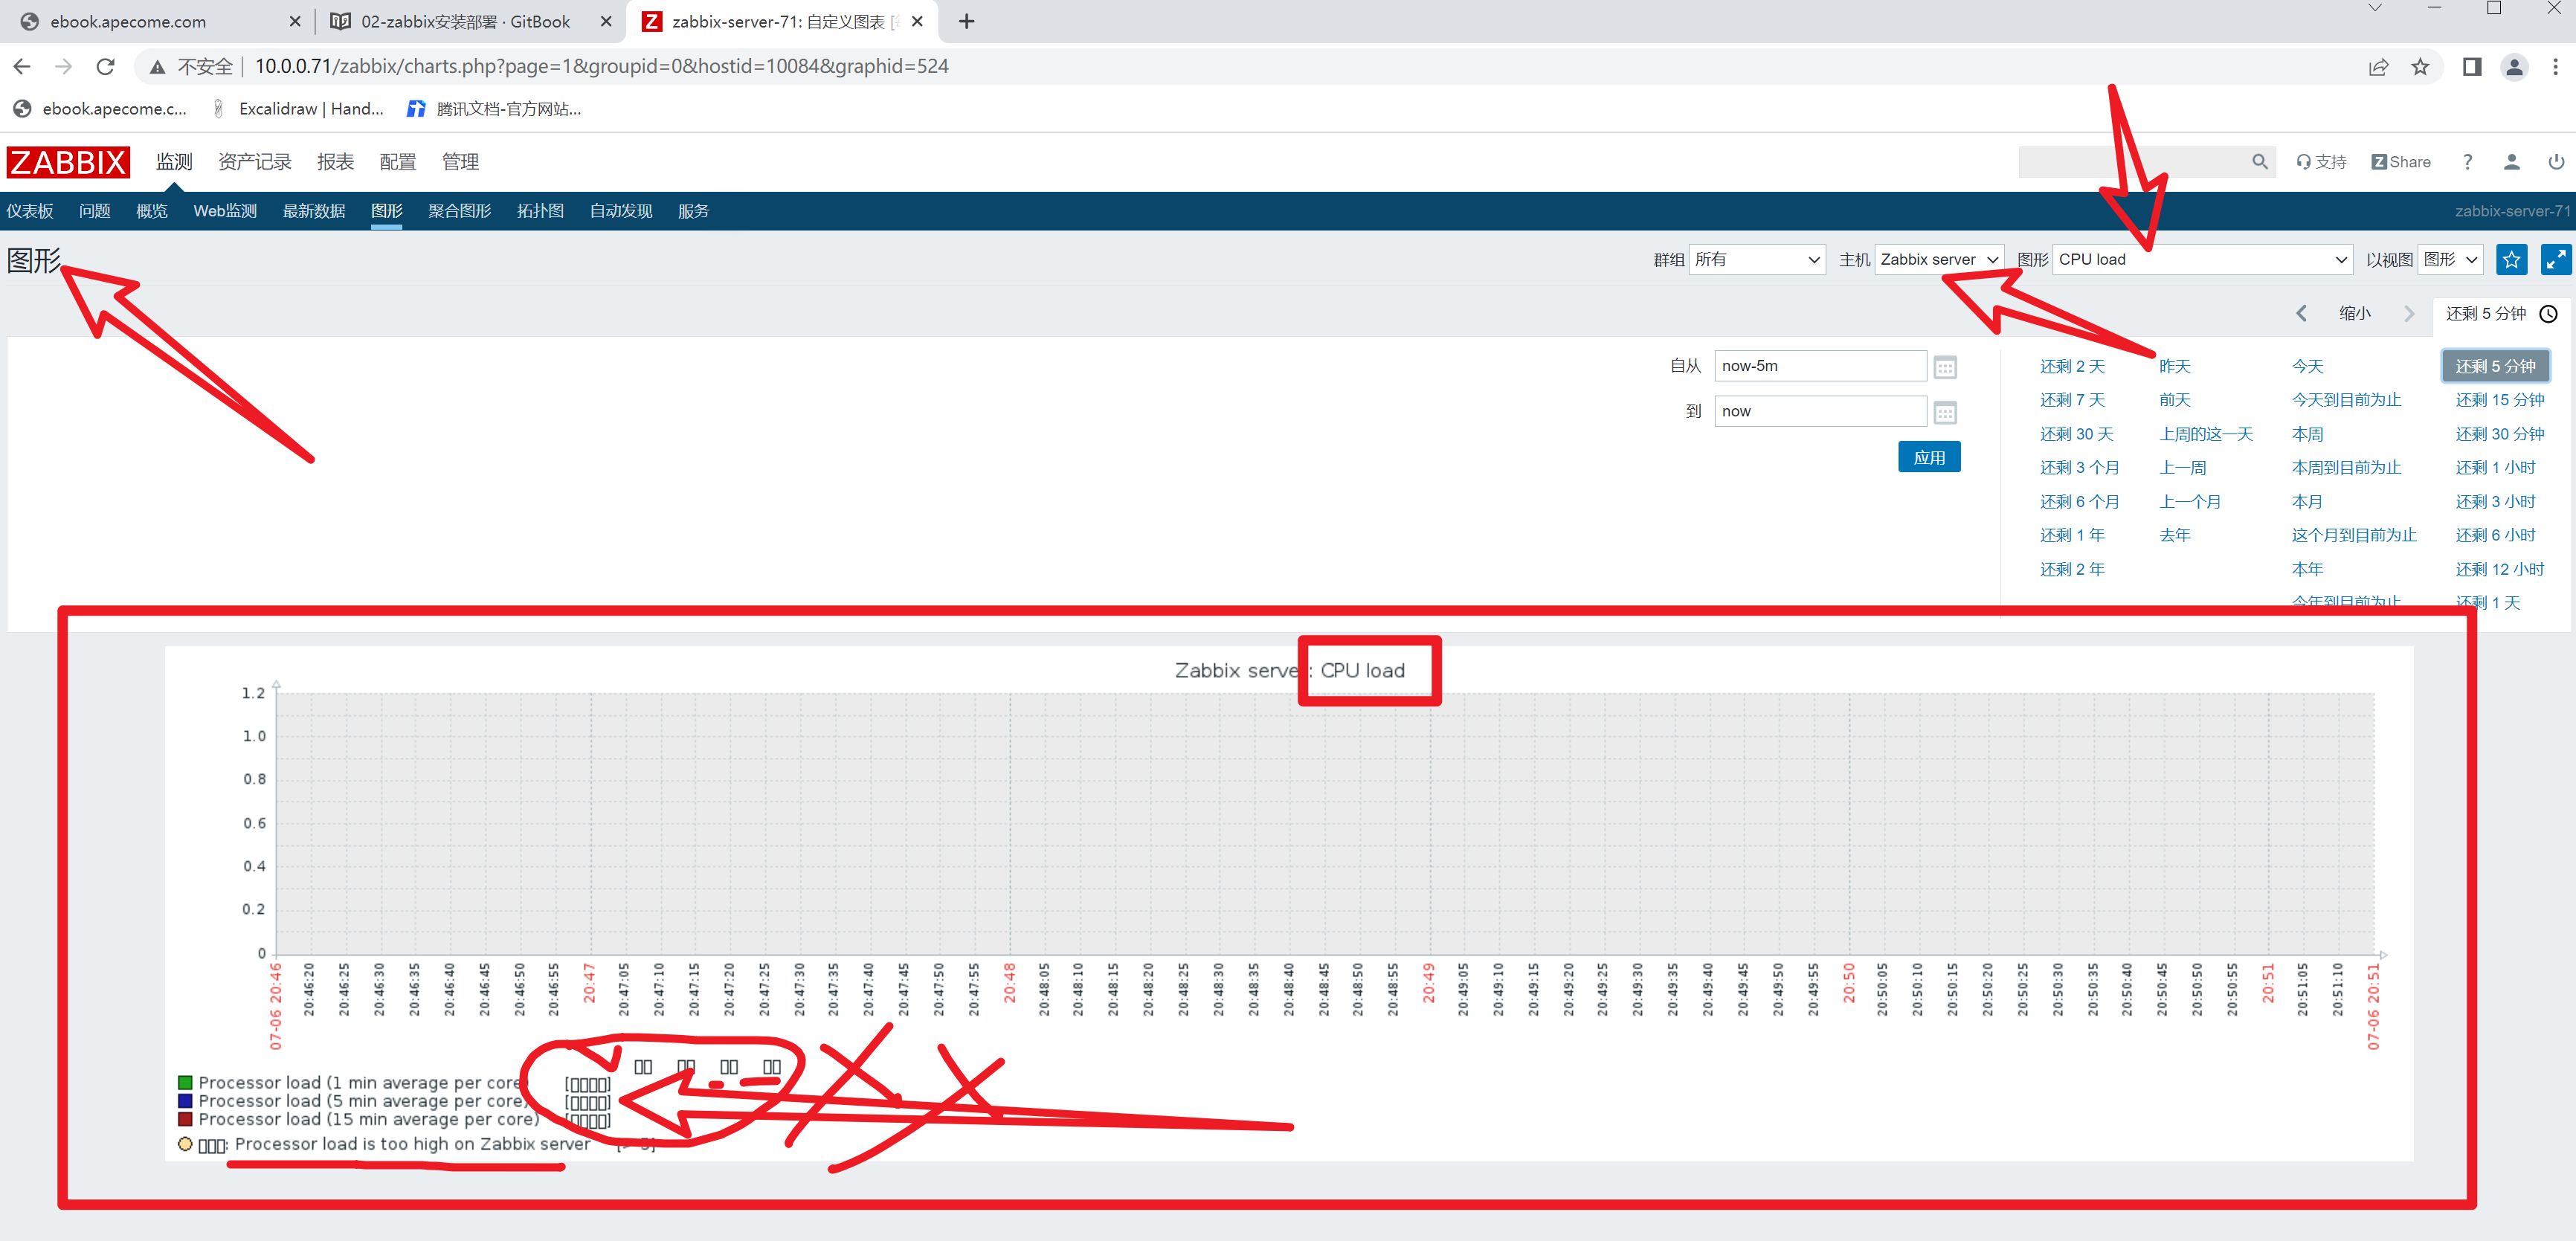 ebook.apecome.com
02-zabbix安装部署 · GitBook
zabbix-server-71: 自定义图表
不安全 10.0.0.71/zabbix/charts.php?page=1&groupid=0&hostid=10084&graphid=524
ebook.apecome.c... Excalidraw | Hand... 腾讯文档-官方网站...
ZABBIX 监测 资产记录 报表 配置 管理 支持 Z Share ?
仪表板 问题 概览 Web监测 最新数据 图形 聚合图形 拓扑图 自动发现 服务 zabbix-server-71
图形 群组 所有 主机 Zabbix server 图形 CPU load 以视图 图形
缩小 还剩 5 分钟
自从 now-5m
到 now
应用
还剩 2 天 昨天 今天 还剩 5 分钟
还剩 7 天 前天 今天到目前为止 还剩 15 分钟
还剩 30 天 上周的这一天 本周 还剩 30 分钟
还剩 3 个月 上一周 本周到目前为止 还剩 1 小时
还剩 6 个月 上一个月 本月 还剩 3 小时
还剩 1 年 去年 这个月到目前为止 还剩 6 小时
还剩 2 年 本年 还剩 12 小时
今年到目前为止 还剩 1 天
Zabbix server: CPU load
1.2
1.0
0.8
0.6
0.4
0.2
0
07-06 20:46 20:46:20 20:46:25 20:46:30 20:46:35 20:46:40 20:46:45 20:46:50 20:46:55 20:47 20:47:05 20:47:10 20:47:15 20:47:20 20:47:25 20:47:30 20:47:35 20:47:40 20:47:45 20:47:50 20:47:55 20:48 20:48:05 20:48:10 20:48:15 20:48:20 20:48:25 20:48:30 20:48:35 20:48:40 20:48:45 20:48:50 20:48:55 20:49 20:49:05 20:49:10 20:49:15 20:49:20 20:49:25 20:49:30 20:49:35 20:49:40 20:49:45 20:49:50 20:49:55 20:50 20:50:05 20:50:10 20:50:15 20:50:20 20:50:25 20:50:30 20:50:35 20:50:40 20:50:45 20:50:50 20:50:55 20:51 20:51:05 20:51:10 07-06 20:51
Processor load (1 min average per core)
Processor load (5 min average per core)
Processor load (15 min average per core)
: Processor load is too high on Zabbix server